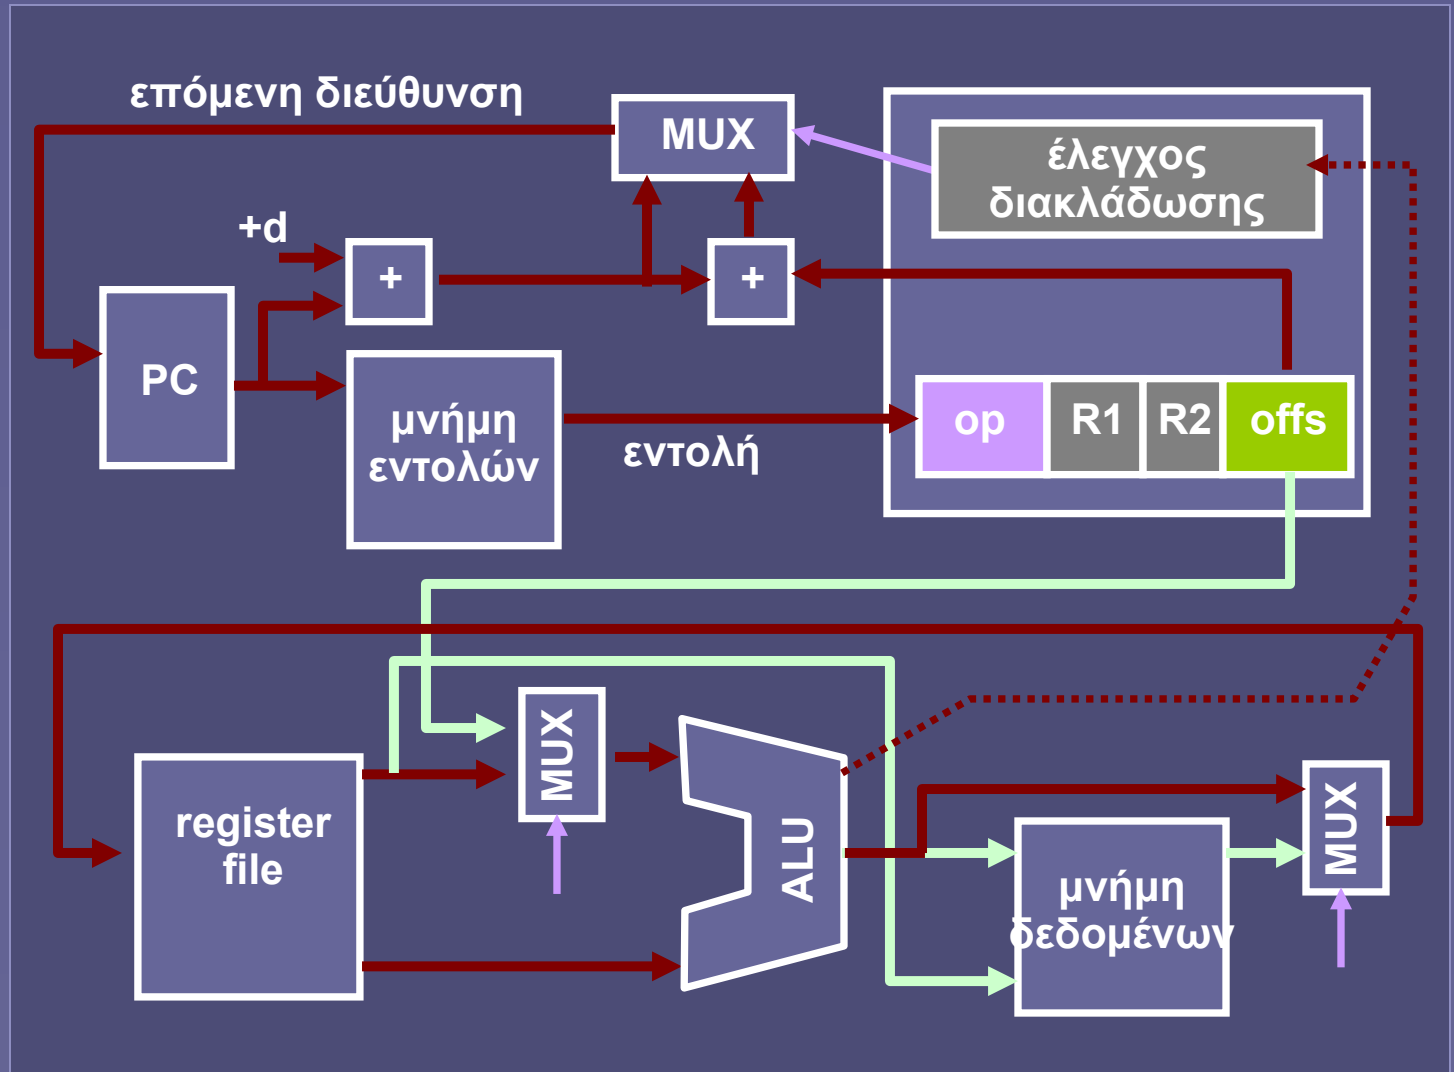 επόμενη διεύθυνση
MUX
έλεγχος
διακλάδωσης
+d
+
+
PC
μνήμη
εντολών
εντολή
op R1 R2 offs
MUX
register
file
ALU
MUX
μνήμη
δεδομένων